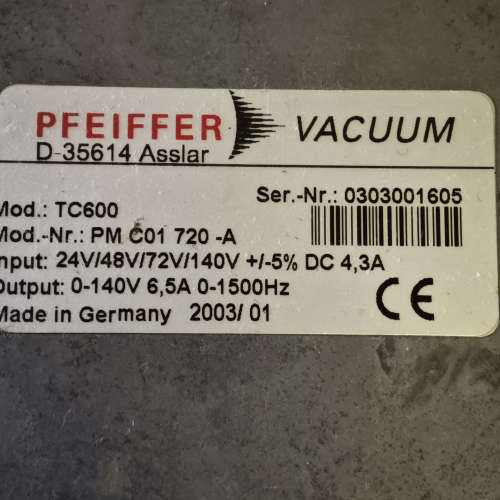 PFEIFFER VACUUM
D-35614 Asslar
Ser.-Nr.: 0303001605
Mod.: TC600
Mod.-Nr.: PM C01 720 -A
Input: 24V/48V/72V/140V +/-5% DC 4,3A
Output: 0-140V 6,5A 0-1500Hz
Made in Germany 2003/ 01
CE